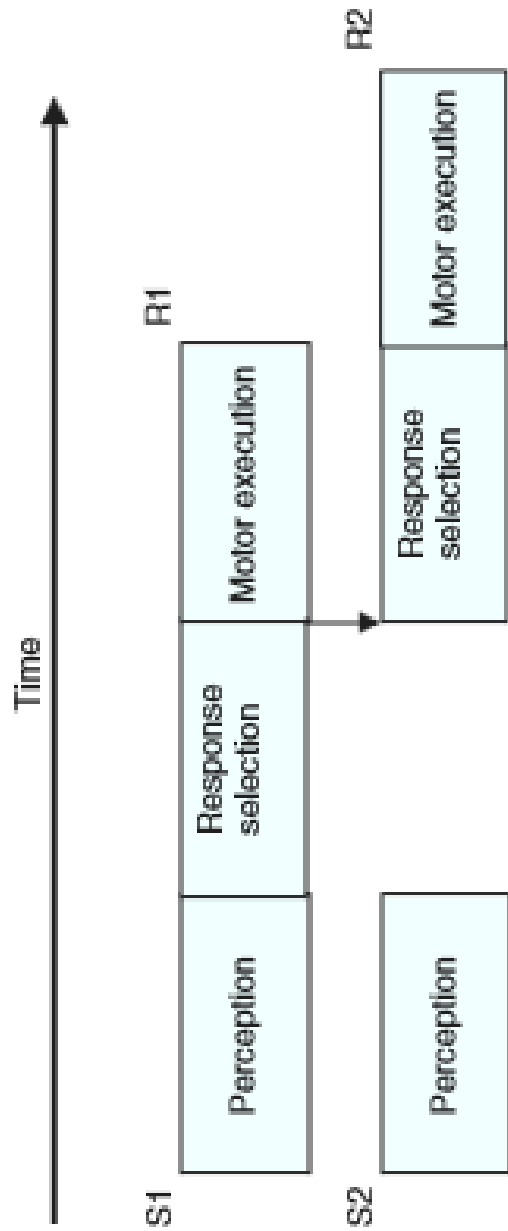 Time
S1
Perception
Response
selection
Motor execution
R1
S2
Perception
Response
selection
Motor execution
R2